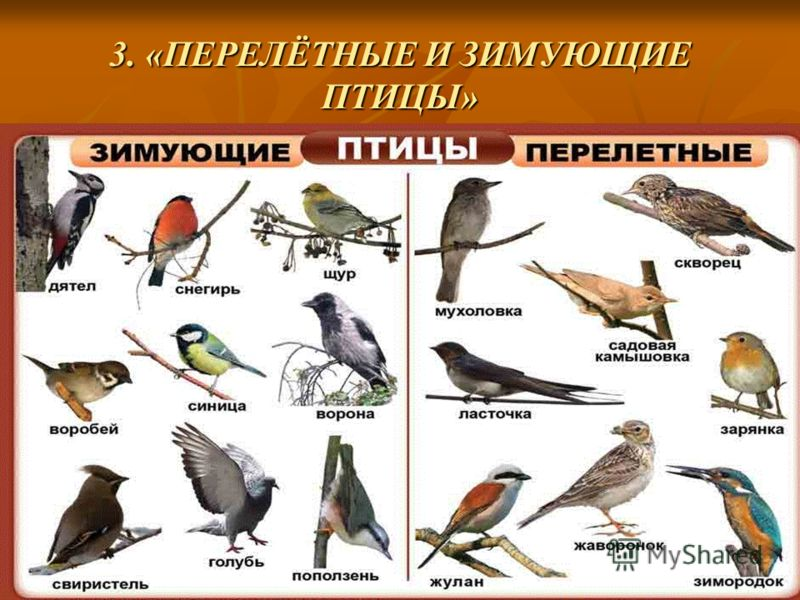 3. «ПЕРЕЛЁТНЫЕ И ЗИМУЮЩИЕ
ПТИЦЫ»
ЗИМУЮЩИЕ ПТИЦЫ ПЕРЕЛЕТНЫЕ
дятел
снегирь
щур
воробей
синица
ворона
свиристель
голубь
поползень
мухоловка
скворец
садовая
камышовка
ласточка
зарянка
жулан
жаворонок
зимородок
MyShared